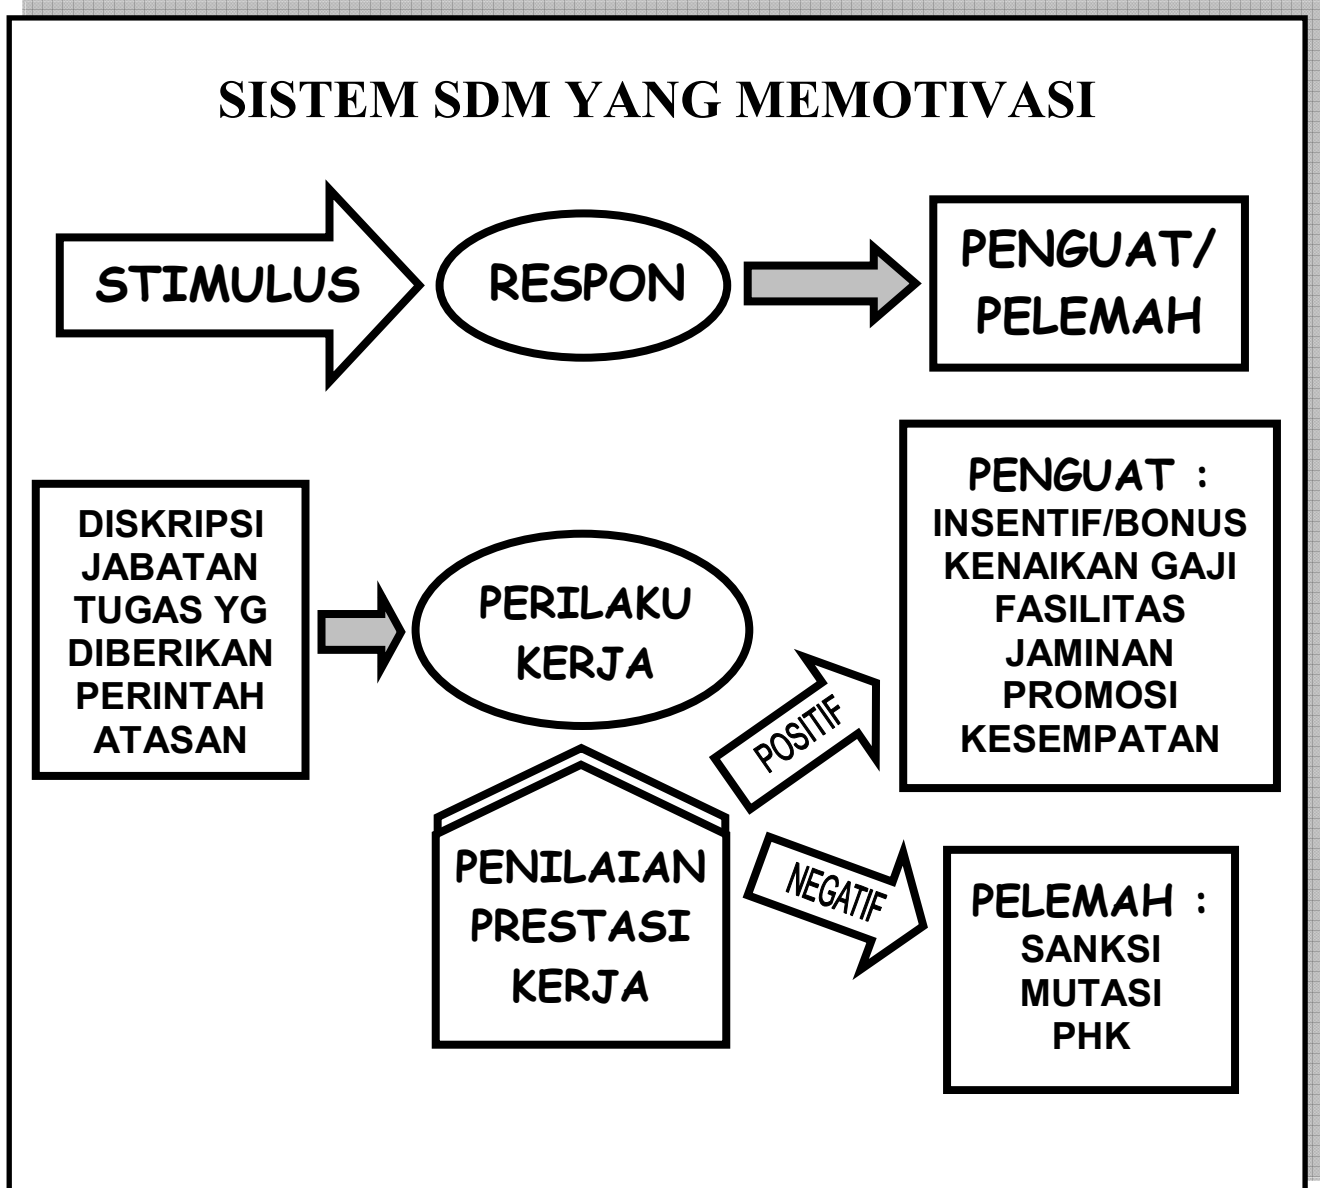 SISTEM SDM YANG MEMOTIVASI
STIMULUS
RESPON
PENGUAT/
PELEMAH
DISKRIPSI
JABATAN
TUGAS YG
DIBERIKAN
PERINTAH
ATASAN
PERILAKU
KERJA
PENILAIAN
PRESTASI
KERJA
POSITIF
NEGATIF
PENGUAT :
INSENTIF/BONUS
KENAIKAN GAJI
FASILITAS
JAMINAN
PROMOSI
KESEMPATAN
PELEMAH :
SANKSI
MUTASI
PHK